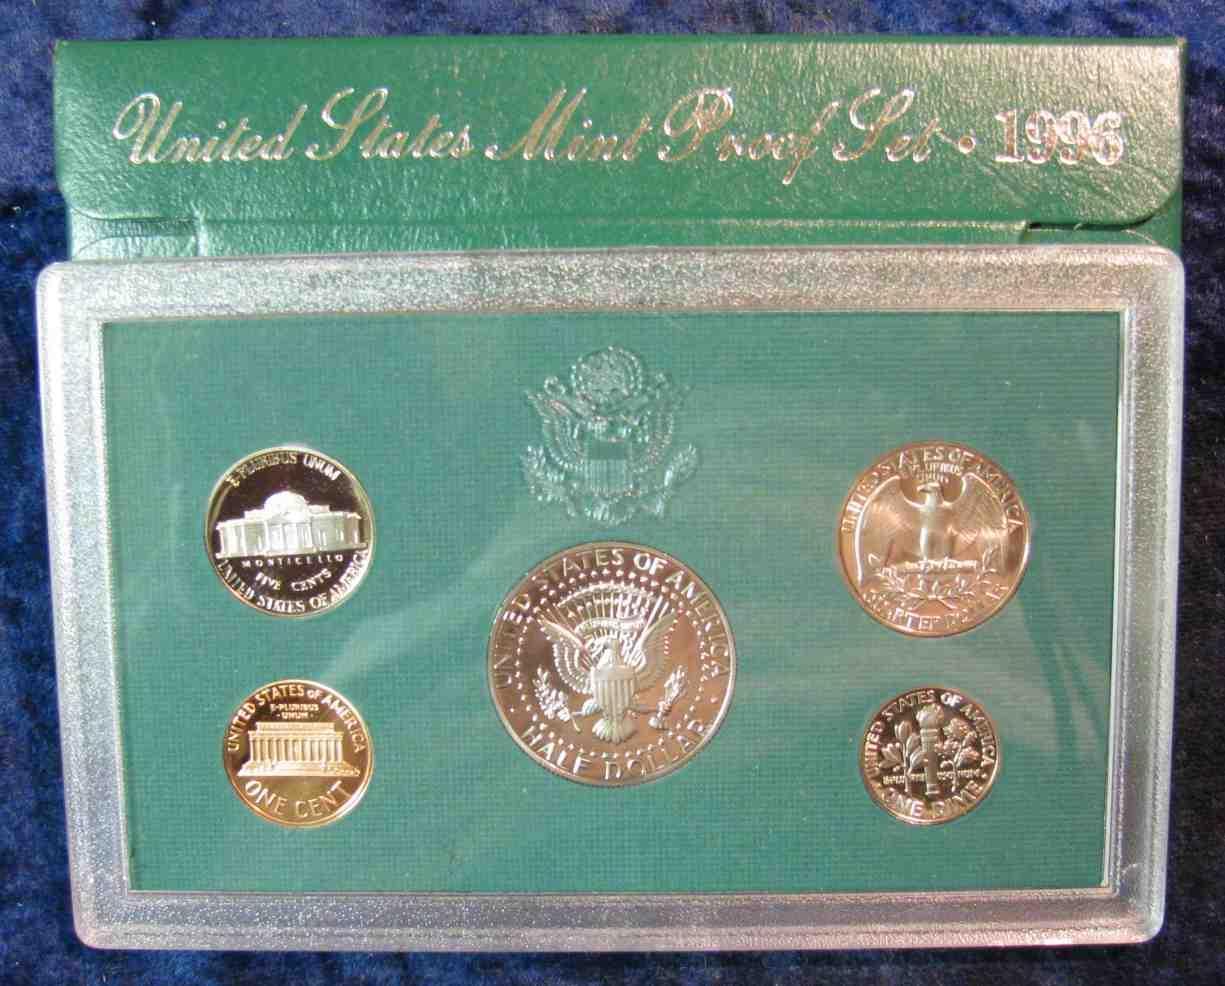 United States Mint Proof Set • 1996
E·PLURIBUS UNUM
MONTICELLO
FIVE CENTS
UNITED STATES OF AMERICA
UNITED STATES OF AMERICA
PLURIBUS
UNUM
QUARTER DOLLAR
UNITED STATES OF AMERICA
HALF DOLLAR
UNITED STATES OF AMERICA
E·PLURIBUS
·UNUM·
ONE CENT
UNITED STATES OF AMERICA
ONE DIME